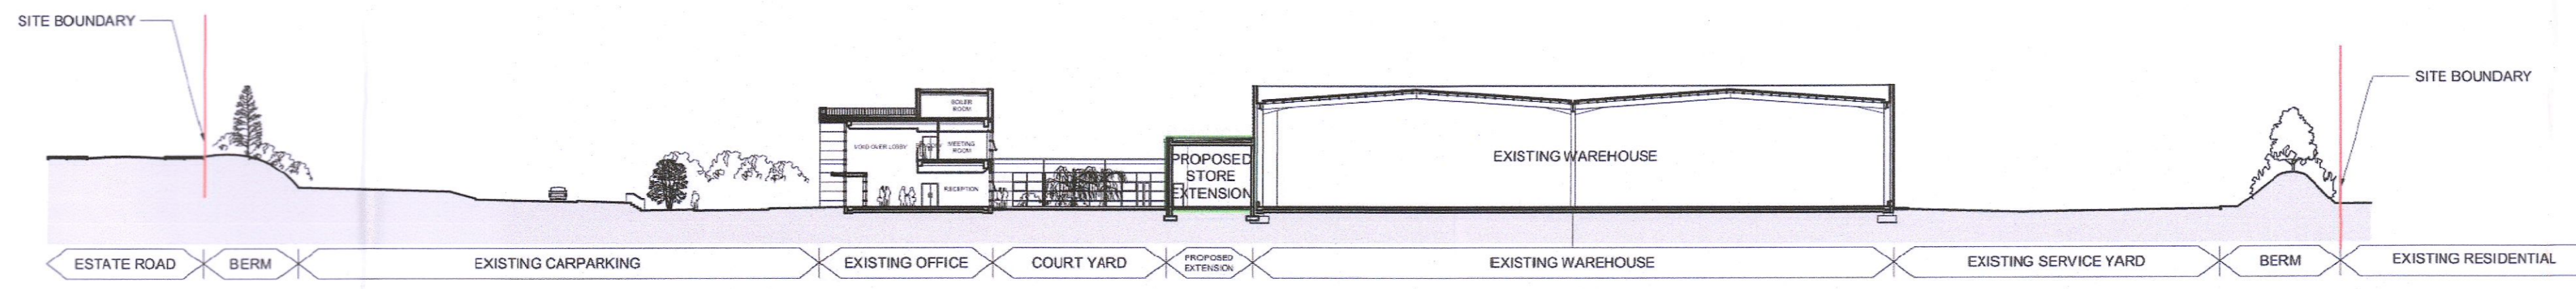 SITE BOUNDARY
SITE BOUNDARY
BOILER
ROOM
VOID OVER LOBBY
MEETING
ROOM
RECEPTION
PROPOSED
STORE
EXTENSION
EXISTING WAREHOUSE
ESTATE ROAD
BERM
EXISTING CARPARKING
EXISTING OFFICE
COURT YARD
PROPOSED
EXTENSION
EXISTING WAREHOUSE
EXISTING SERVICE YARD
BERM
EXISTING RESIDENTIAL